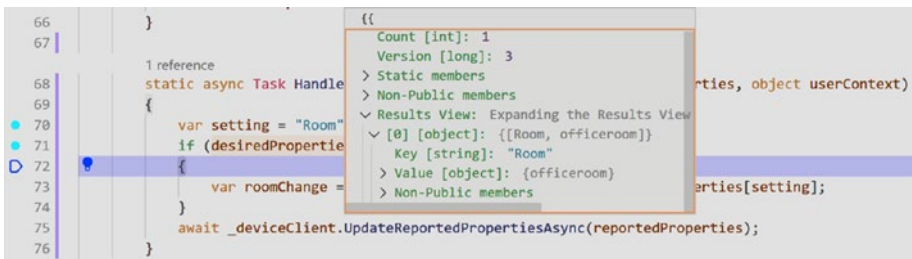 66 }
67
{{
Count [int]: 1
Version [long]: 3
> Static members
> Non-Public members
Results View: Expanding the Results View
[0] [object]: {[Room, officeroom]}
Key [string]: "Room"
> Value [object]: {officeroom}
> Non-Public members
1 reference
68 static async Task Handle rties, object userContext)
69 {
70 var setting = "Room"
71 if (desiredPropertie
72 {
73 var roomChange = erties[setting];
74 }
75 await _deviceClient.UpdateReportedPropertiesAsync(reportedProperties);
76 }